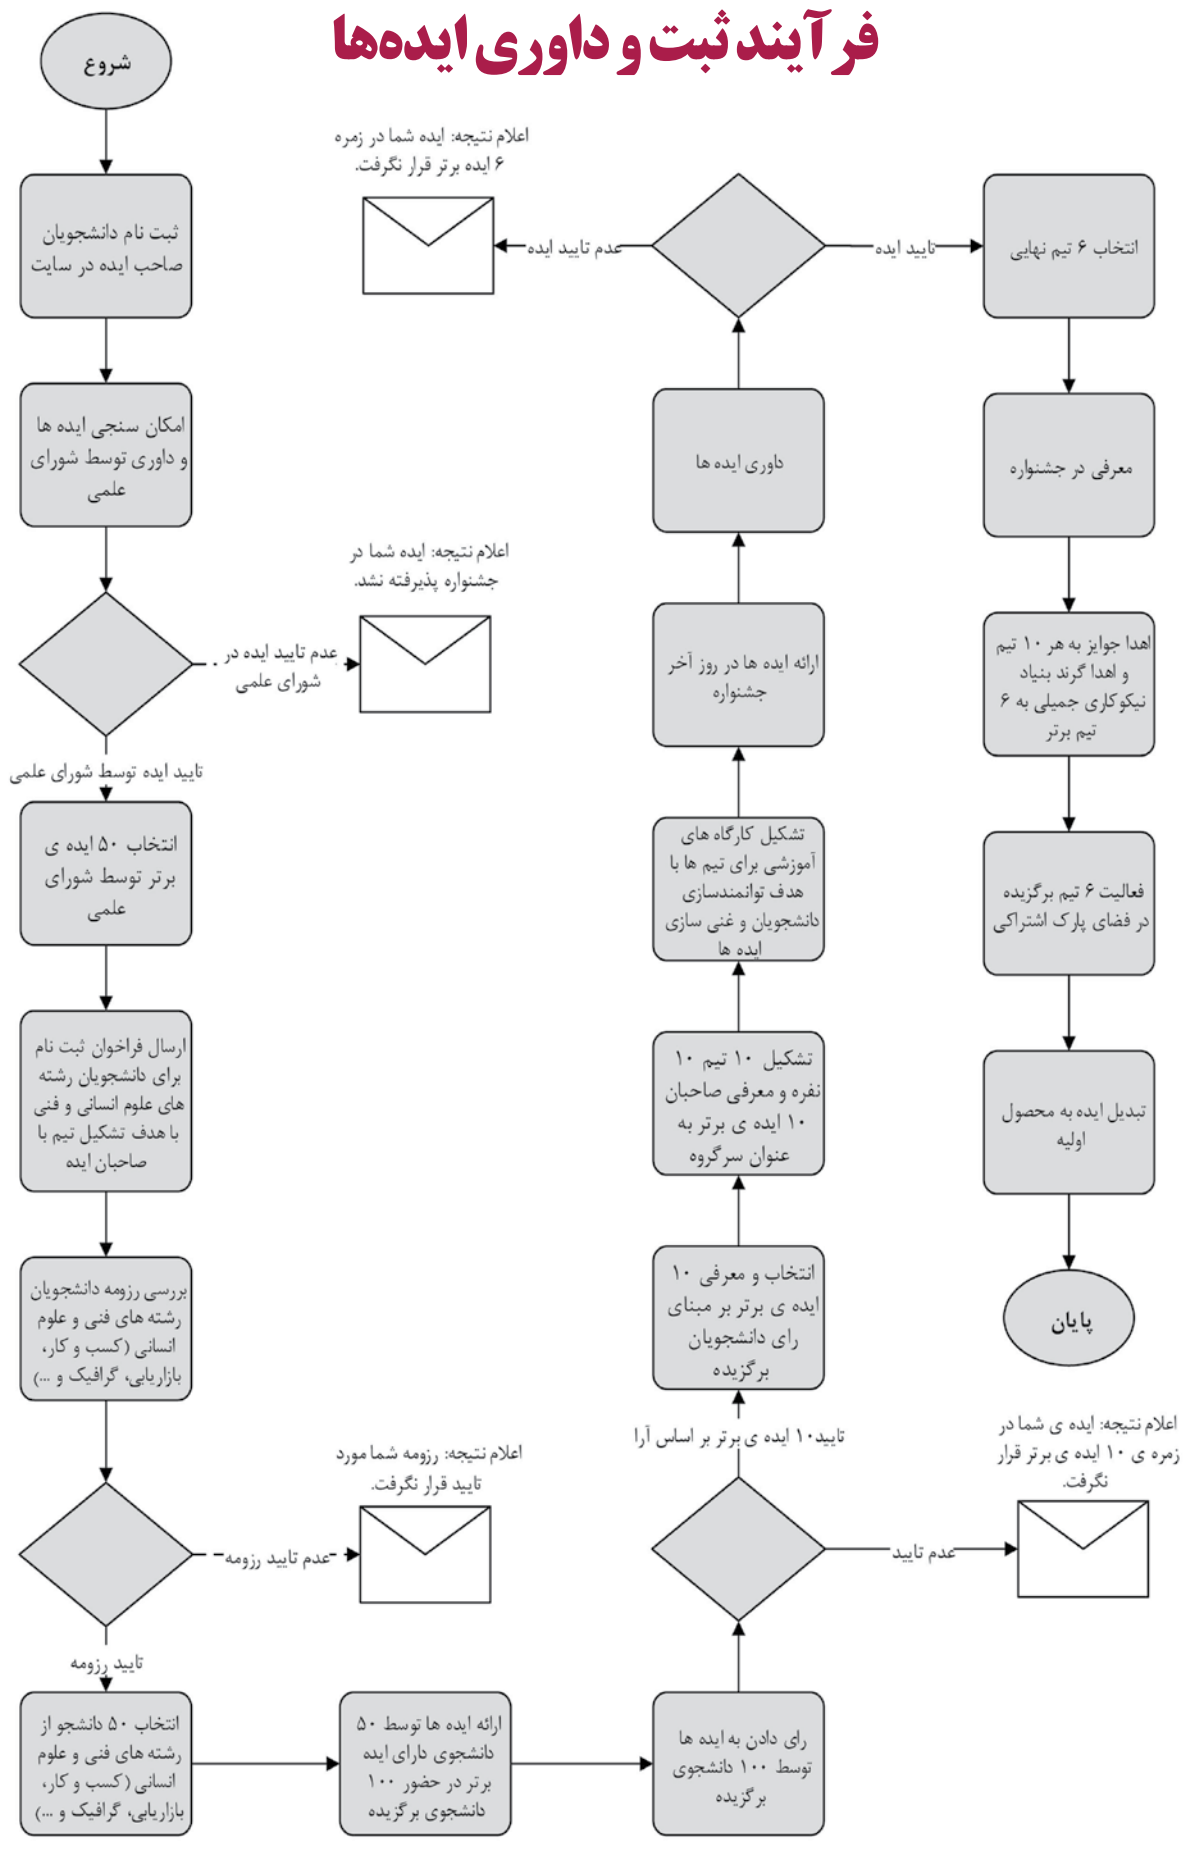 فرآیند ثبت و داوری ایده‌ها
شروع
ثبت نام دانشجویان
صاحب ایده در سایت
امکان سنجی ایده ها
و داوری توسط شورای
علمی
اعلام نتیجه: ایده شما در
جشنواره پذیرفته نشد.
عدم تایید ایده در
شورای علمی
تایید ایده توسط شورای علمی
انتخاب ۵۰ ایده ی
برتر توسط شورای
علمی
ارسال فراخوان ثبت نام
برای دانشجویان رشته
های علوم انسانی و فنی
با هدف تشکیل تیم با
صاحبان ایده
بررسی رزومه دانشجویان
رشته های فنی و علوم
انسانی (کسب و کار،
بازاریابی، گرافیک و ...)
اعلام نتیجه: رزومه شما مورد
تایید قرار نگرفت.
عدم تایید رزومه
تایید رزومه
انتخاب ۵۰ دانشجو از
رشته های فنی و علوم
انسانی (کسب و کار،
بازاریابی، گرافیک و ...)
ارائه ایده ها توسط ۵۰
دانشجوی دارای ایده
برتر در حضور ۱۰۰
دانشجوی برگزیده
رای دادن به ایده ها
توسط ۱۰۰ دانشجوی
برگزیده
عدم تایید
اعلام نتیجه: ایده ی شما در
زمره ی ۱۰ ایده ی برتر قرار
نگرفت.
تایید۱۰ ایده ی برتر بر اساس آرا
انتخاب و معرفی ۱۰
ایده ی برتر بر مبنای
رای دانشجویان
برگزیده
تشکیل ۱۰ تیم ۱۰
نفره و معرفی صاحبان
۱۰ ایده ی برتر به
عنوان سرگروه
تشکیل کارگاه های
آموزشی برای تیم ها با
هدف توانمندسازی
دانشجویان و غنی سازی
ایده ها
ارائه ایده ها در روز آخر
جشنواره
داوری ایده ها
عدم تایید ایده
اعلام نتیجه: ایده شما در زمره
۶ ایده برتر قرار نگرفت.
تایید ایده
انتخاب ۶ تیم نهایی
معرفی در جشنواره
اهدا جوایز به هر ۱۰ تیم
و اهدا گرند بنیاد
نیکوکاری جمیلی به ۶
تیم برتر
فعالیت ۶ تیم برگزیده
در فضای پارک اشتراکی
تبدیل ایده به محصول
اولیه
پایان